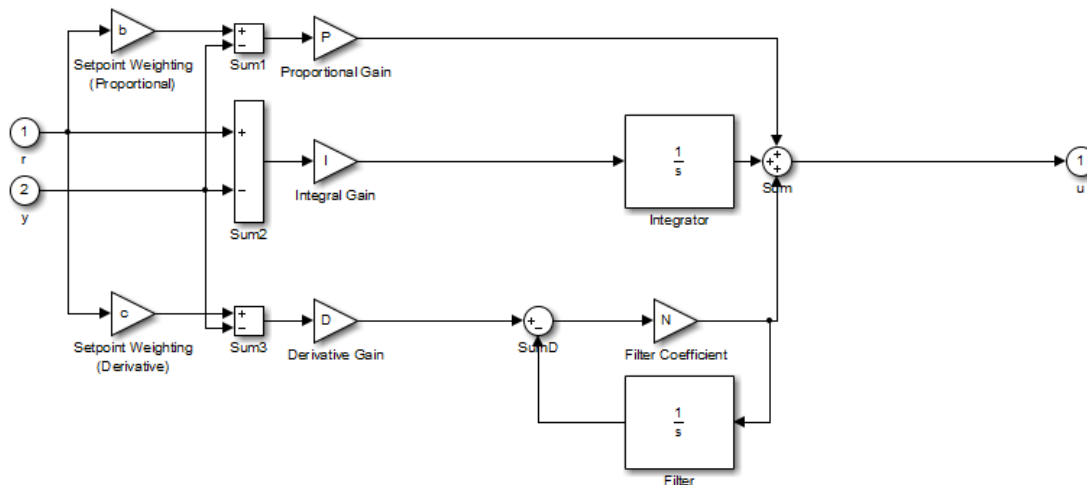 b
+
−
Sum1
P
Proportional Gain
Setpoint Weighting
(Proportional)
1
r
2
y
+
−
Sum2
I
Integral Gain
1
s
Integrator
+
+
+
Sum
1
u
c
Setpoint Weighting
(Derivative)
+
−
Sum3
D
Derivative Gain
+
−
SumD
N
Filter Coefficient
1
s
Filter